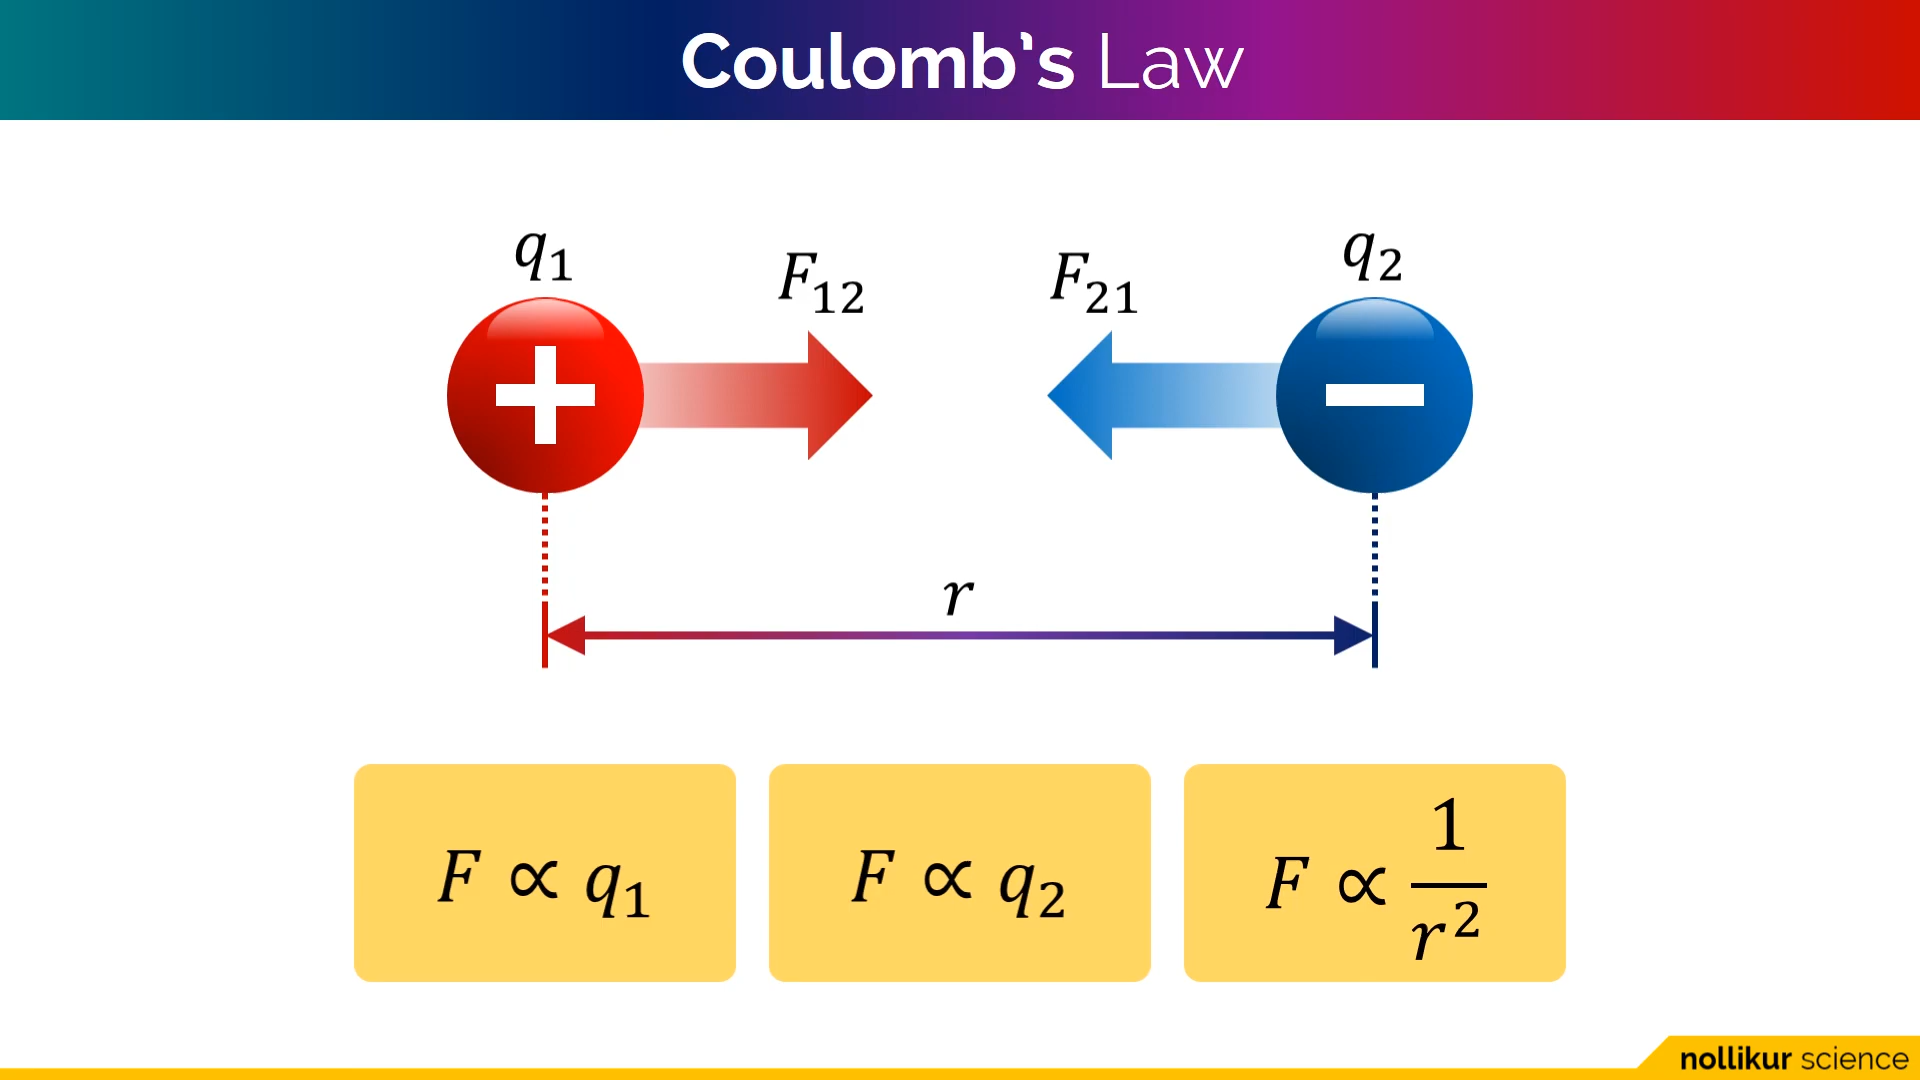 Coulomb's Law
q₁
F₁₂
F₂₁
q₂
+
−
r
F ∝ q₁
F ∝ q₂
F ∝ 1/r²
nollikur science